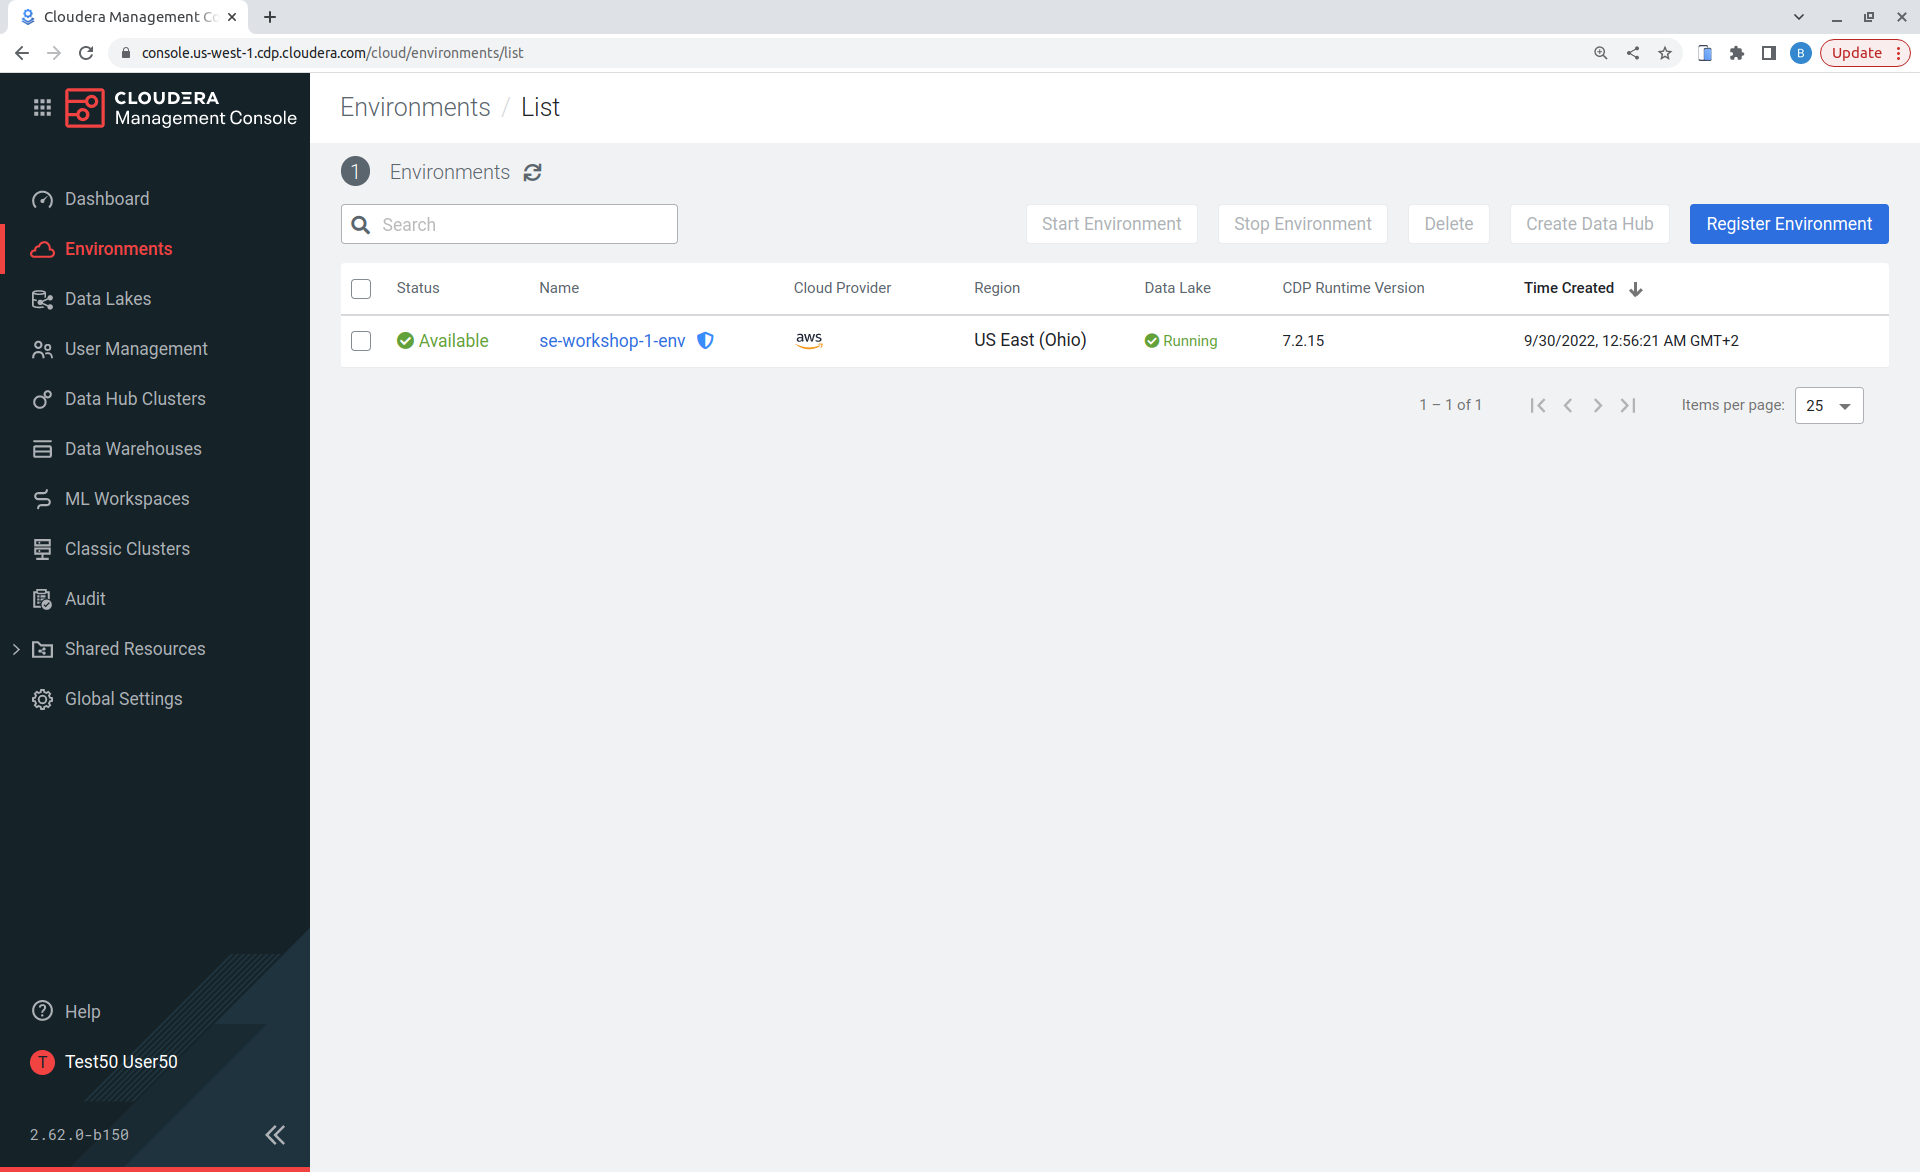 Cloudera Management Co
console.us-west-1.cdp.cloudera.com/cloud/environments/list
B
Update
CLOUDERA
Management Console
Dashboard
Environments
Data Lakes
User Management
Data Hub Clusters
Data Warehouses
ML Workspaces
Classic Clusters
Audit
Shared Resources
Global Settings
Help
T
Test50 User50
2.62.0-b150
Environments / List
1 Environments
Search
Start Environment
Stop Environment
Delete
Create Data Hub
Register Environment
Status Name Cloud Provider Region Data Lake CDP Runtime Version Time Created
Available se-workshop-1-env aws US East (Ohio) Running 7.2.15 9/30/2022, 12:56:21 AM GMT+2
1 – 1 of 1 Items per page: 25